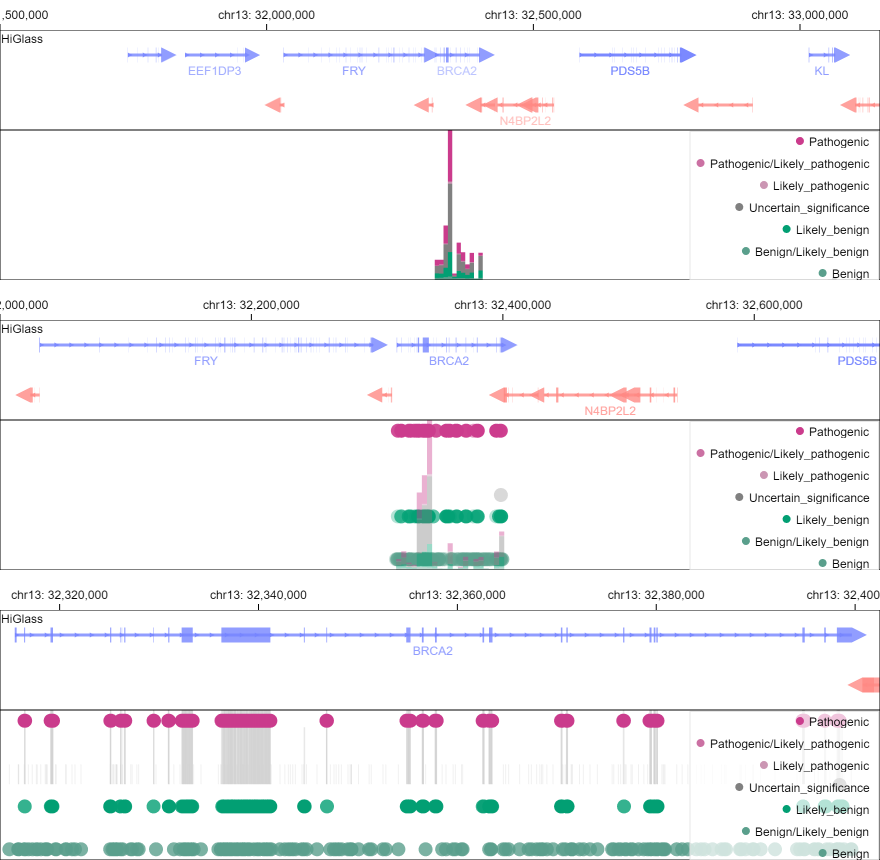 ,500,000 chr13: 32,000,000 chr13: 32,500,000 chr13: 33,000,000
HiGlass
EEF1DP3 FRY BRCA2 PDS5B KL
N4BP2L2
Pathogenic
Pathogenic/Likely_pathogenic
Likely_pathogenic
Uncertain_significance
Likely_benign
Benign/Likely_benign
Benign
2,000,000 chr13: 32,200,000 chr13: 32,400,000 chr13: 32,600,000
HiGlass
FRY BRCA2 PDS5B
N4BP2L2
Pathogenic
Pathogenic/Likely_pathogenic
Likely_pathogenic
Uncertain_significance
Likely_benign
Benign/Likely_benign
Benign
chr13: 32,320,000 chr13: 32,340,000 chr13: 32,360,000 chr13: 32,380,000 chr13: 32,400
HiGlass
BRCA2
Pathogenic
Pathogenic/Likely_pathogenic
Likely_pathogenic
Uncertain_significance
Likely_benign
Benign/Likely_benign
Benign